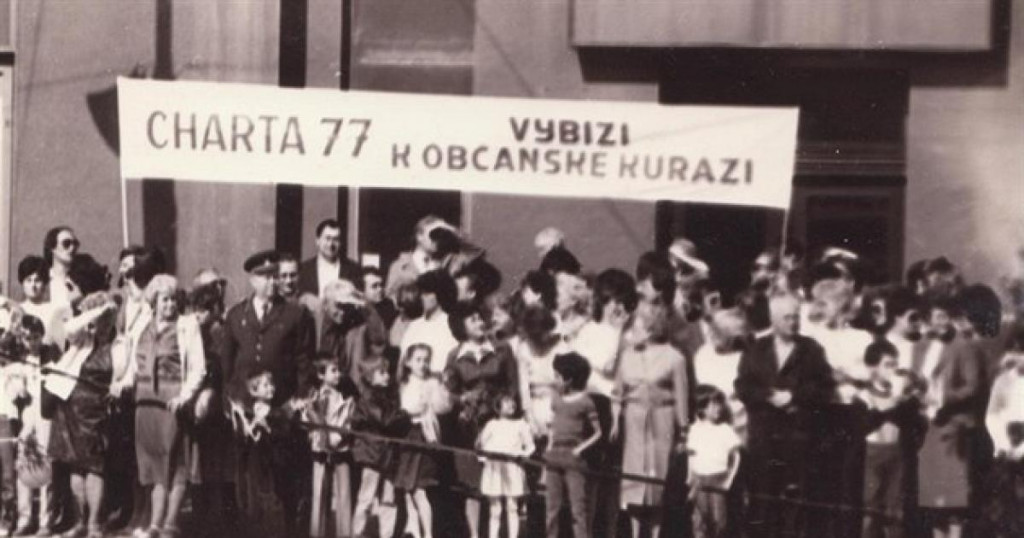 CHARTA 77
VYBIZI
K OBCANSKE KURAZI